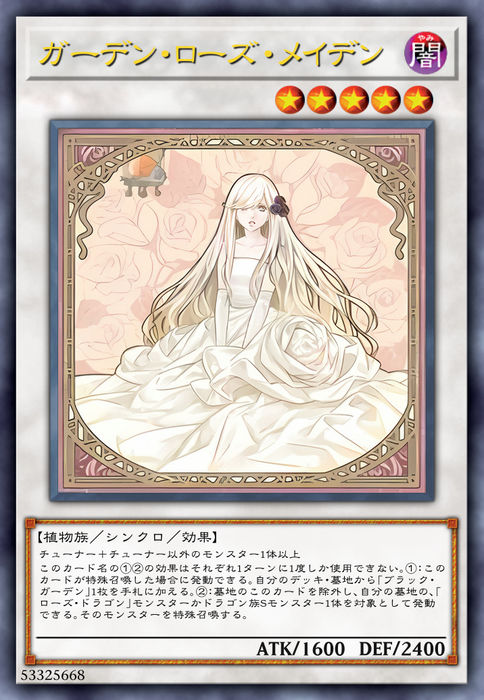 ガーデン・ローズ・メイデン
やみ
闇
【植物族／シンクロ／効果】
チューナー＋チューナー以外のモンスター1体以上
このカード名の①②の効果はそれぞれ1ターンに1度しか使用できない。①：こ
のカードが特殊召喚した場合に発動できる。自分のデッキ・墓地から「ブラック・
ガーデン」1枚を手札に加える。②：墓地のこのカードを除外し、自分の墓地の、「
ローズ・ドラゴン」モンスターかドラゴン族Sモンスター1体を対象として発動
できる。そのモンスターを特殊召喚する。
ATK/1600 DEF/2400
53325668